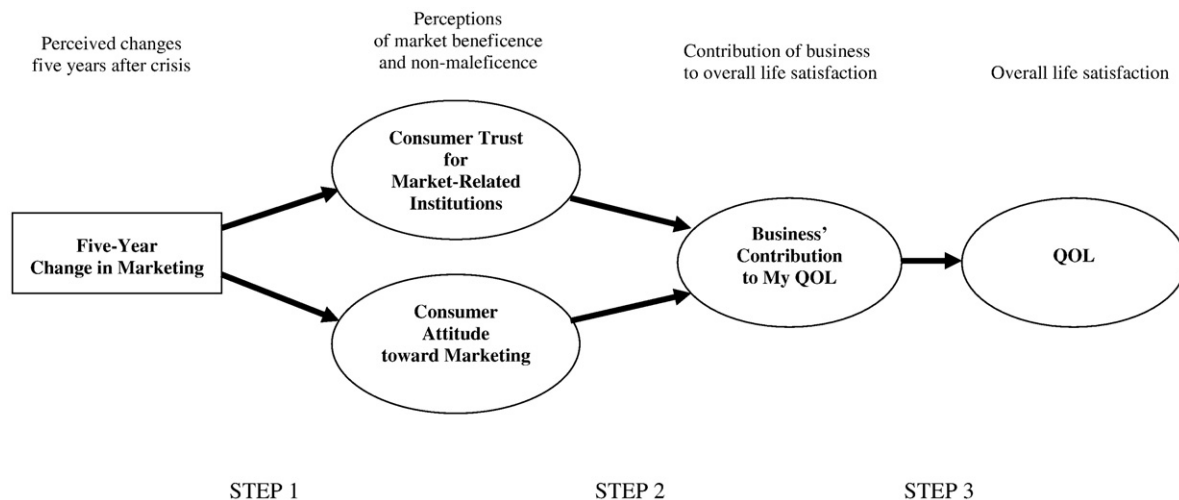 Perceived changes
five years after crisis
Perceptions
of market beneficence
and non-maleficence
Contribution of business
to overall life satisfaction
Overall life satisfaction
Five-Year
Change in Marketing
Consumer Trust
for
Market-Related
Institutions
Consumer
Attitude
toward Marketing
Business’
Contribution
to My QOL
QOL
STEP 1
STEP 2
STEP 3